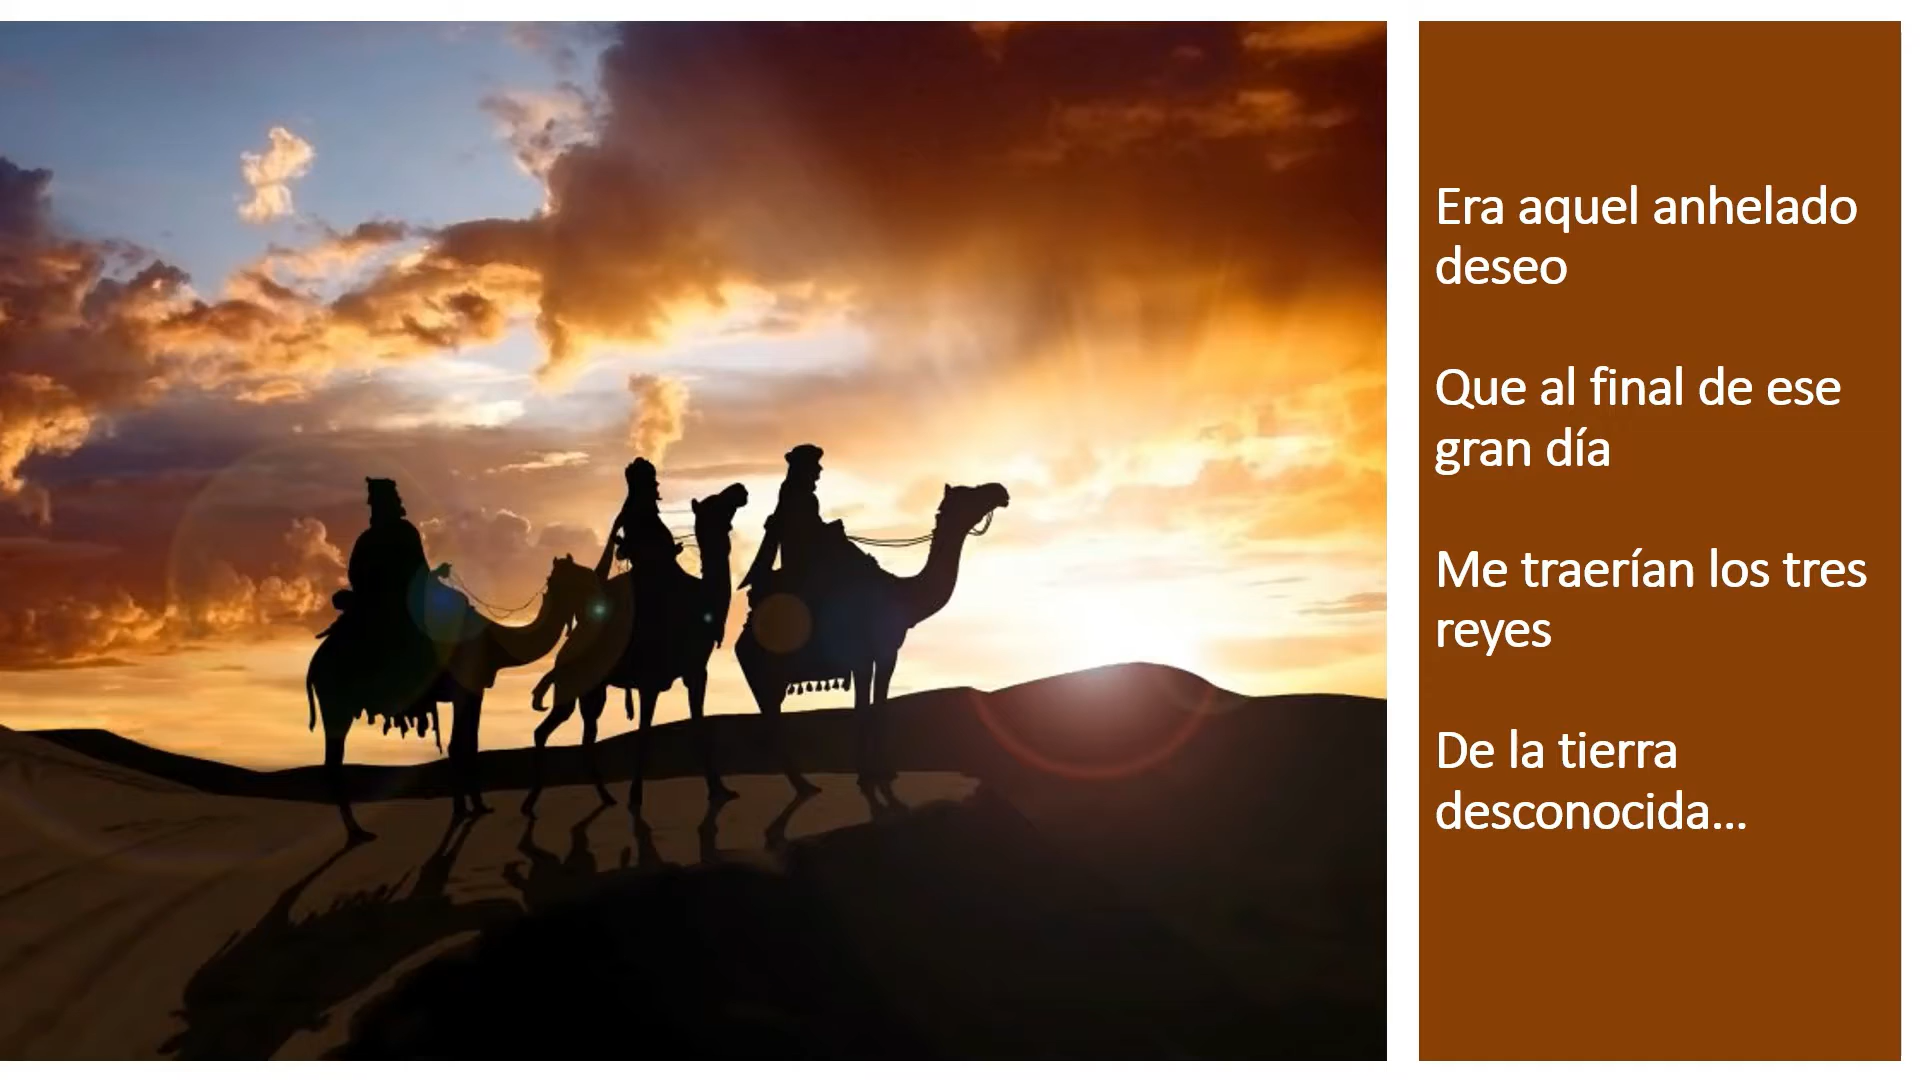 Era aquel anhelado
deseo
Que al final de ese
gran día
Me traerían los tres
reyes
De la tierra
desconocida...